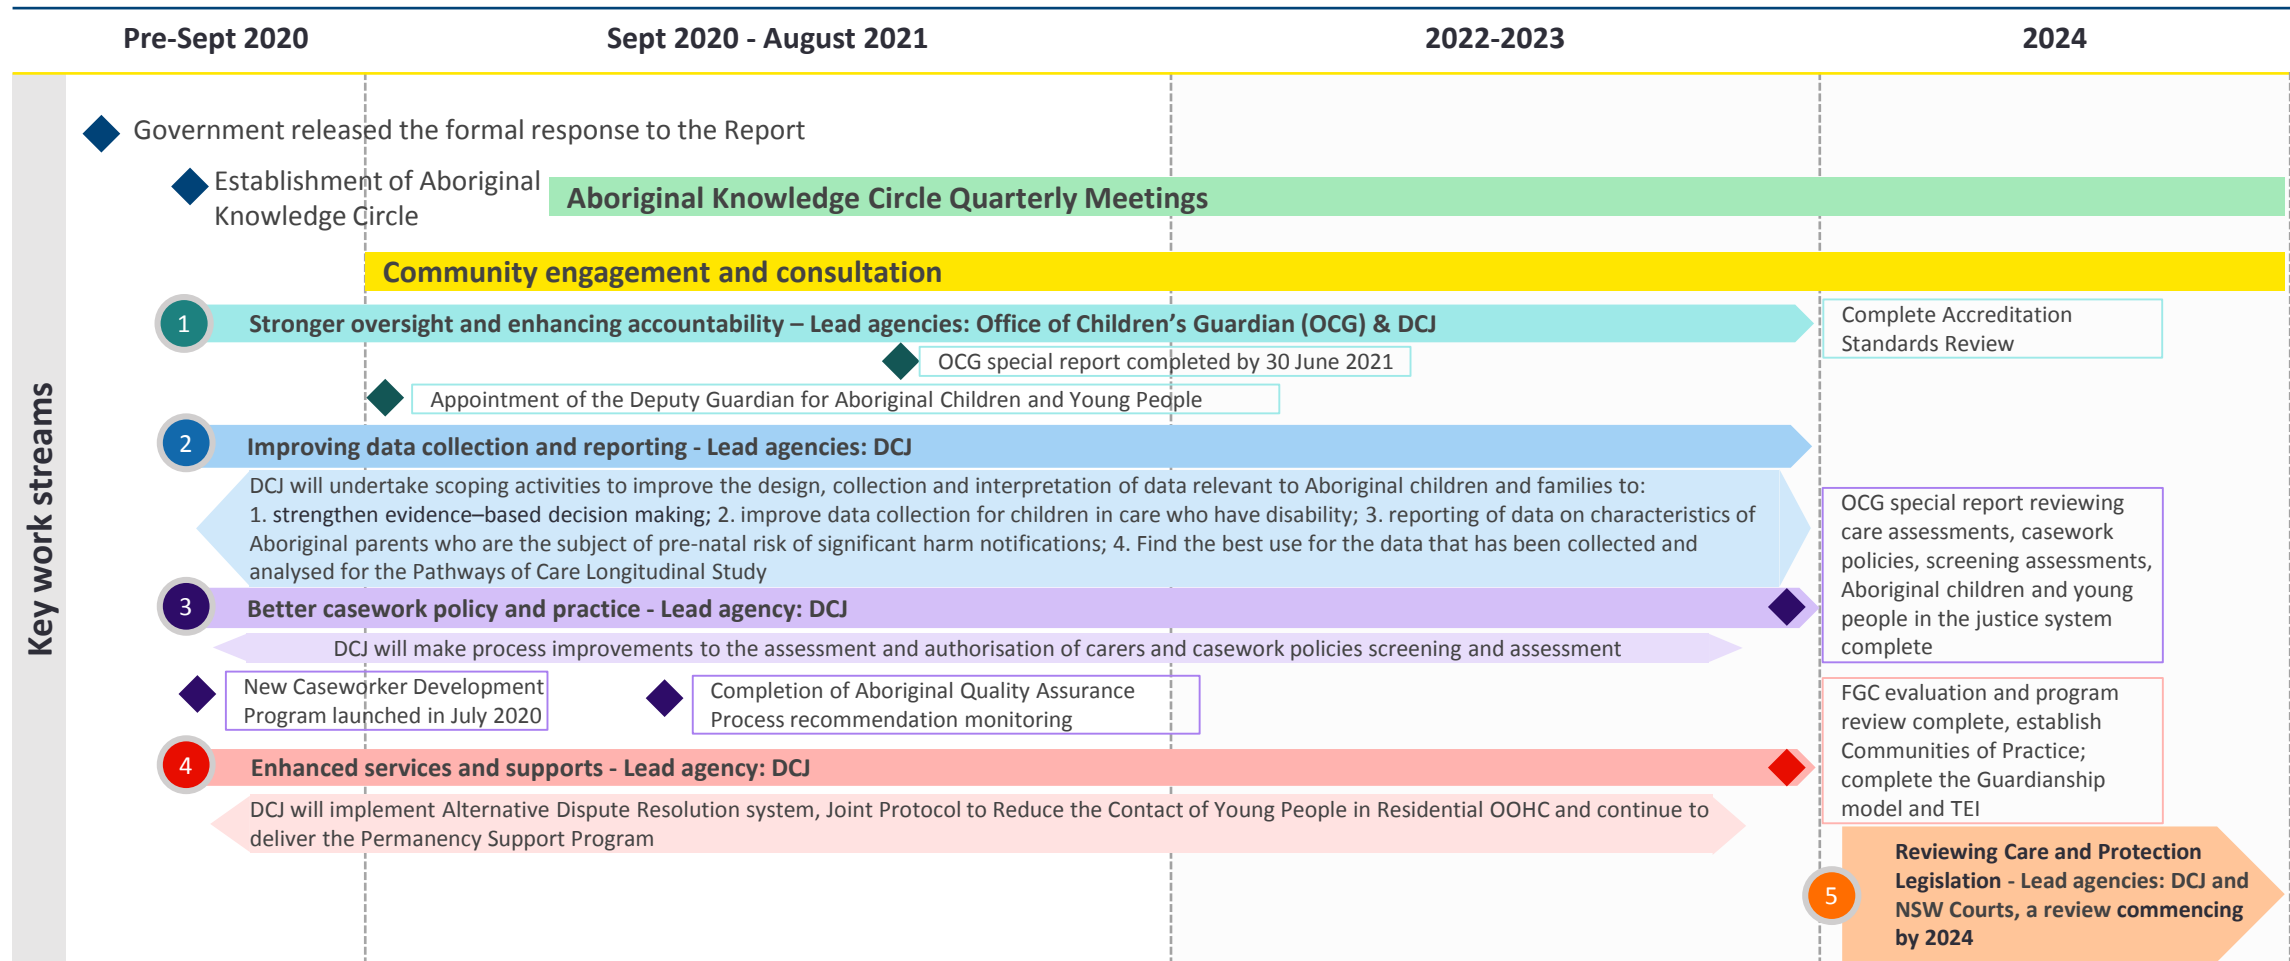 Pre-Sept 2020
Sept 2020 - August 2021
2022-2023
2024
Key work streams
Government released the formal response to the Report
Establishment of Aboriginal
Knowledge Circle
Aboriginal Knowledge Circle Quarterly Meetings
Community engagement and consultation
1
Stronger oversight and enhancing accountability – Lead agencies: Office of Children's Guardian (OCG) & DCJ
Complete Accreditation
Standards Review
OCG special report completed by 30 June 2021
Appointment of the Deputy Guardian for Aboriginal Children and Young People
2
Improving data collection and reporting - Lead agencies: DCJ
DCJ will undertake scoping activities to improve the design, collection and interpretation of data relevant to Aboriginal children and families to:
1. strengthen evidence–based decision making; 2. improve data collection for children in care who have disability; 3. reporting of data on characteristics of
Aboriginal parents who are the subject of pre-natal risk of significant harm notifications; 4. Find the best use for the data that has been collected and
analysed for the Pathways of Care Longitudinal Study
OCG special report reviewing
care assessments, casework
policies, screening assessments,
Aboriginal children and young
people in the justice system
complete
3
Better casework policy and practice - Lead agency: DCJ
DCJ will make process improvements to the assessment and authorisation of carers and casework policies screening and assessment
New Caseworker Development
Program launched in July 2020
Completion of Aboriginal Quality Assurance
Process recommendation monitoring
FGC evaluation and program
review complete, establish
Communities of Practice;
complete the Guardianship
model and TEI
4
Enhanced services and supports - Lead agency: DCJ
DCJ will implement Alternative Dispute Resolution system, Joint Protocol to Reduce the Contact of Young People in Residential OOHC and continue to
deliver the Permanency Support Program
5
Reviewing Care and Protection
Legislation - Lead agencies: DCJ and
NSW Courts, a review commencing
by 2024